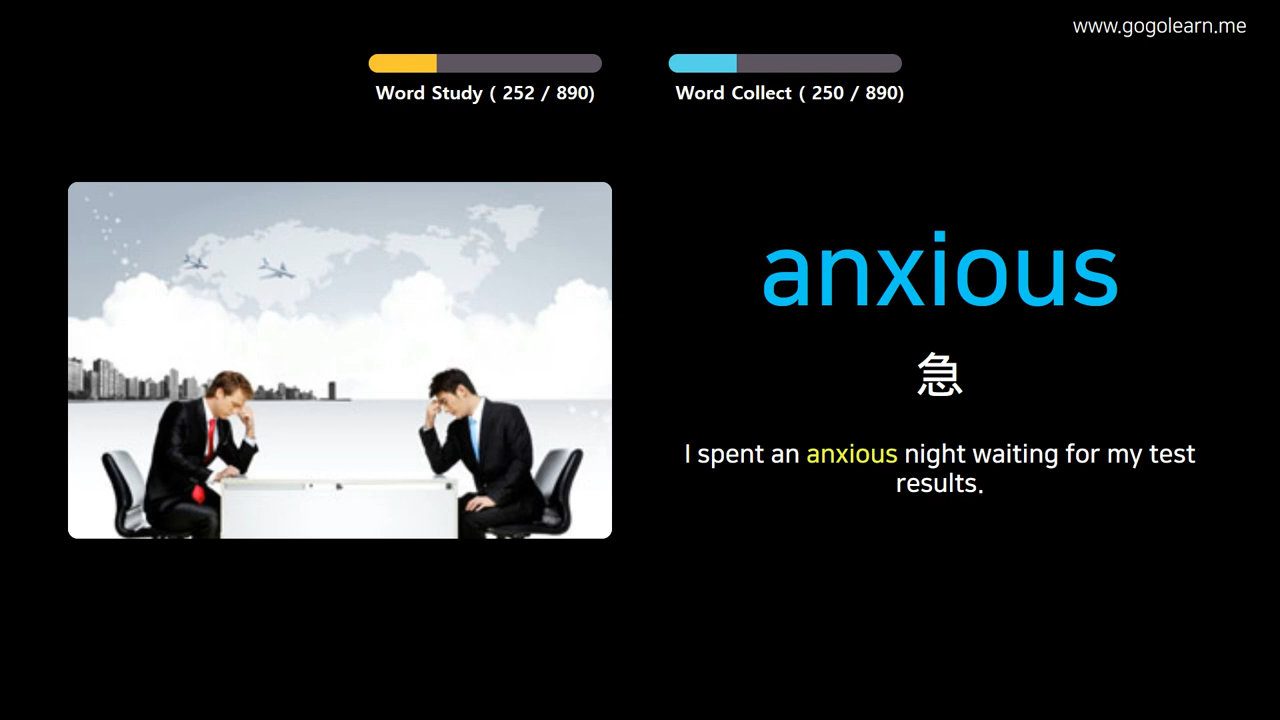 www.gogolearn.me
Word Study ( 252 / 890)
Word Collect ( 250 / 890)
anxious
急
I spent an anxious night waiting for my test
results.